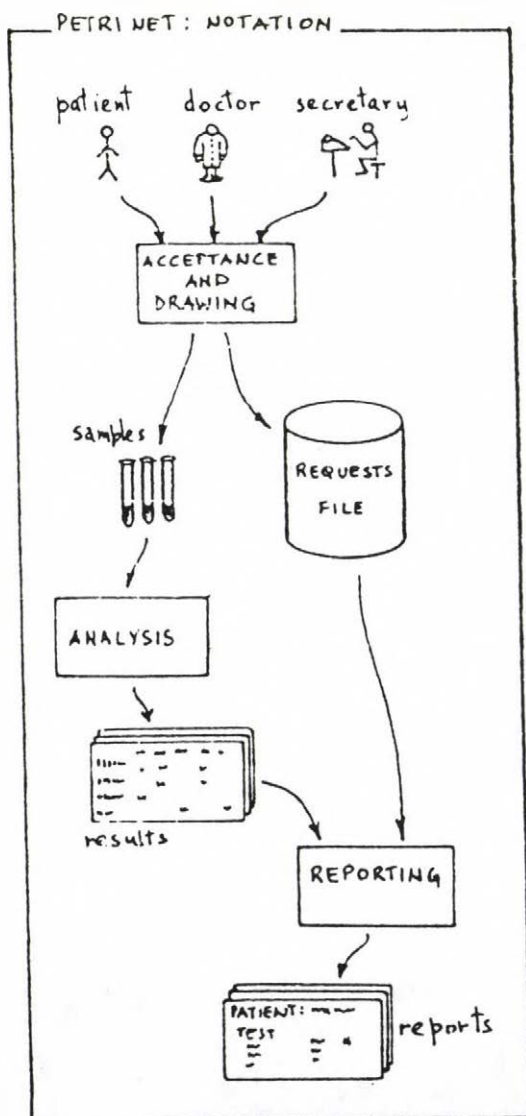 PETRI NET: NOTATION
patient doctor secretary
ACCEPTANCE
AND
DRAWING
samples
REQUESTS
FILE
ANALYSIS
results
REPORTING
PATIENT:
TEST
reports